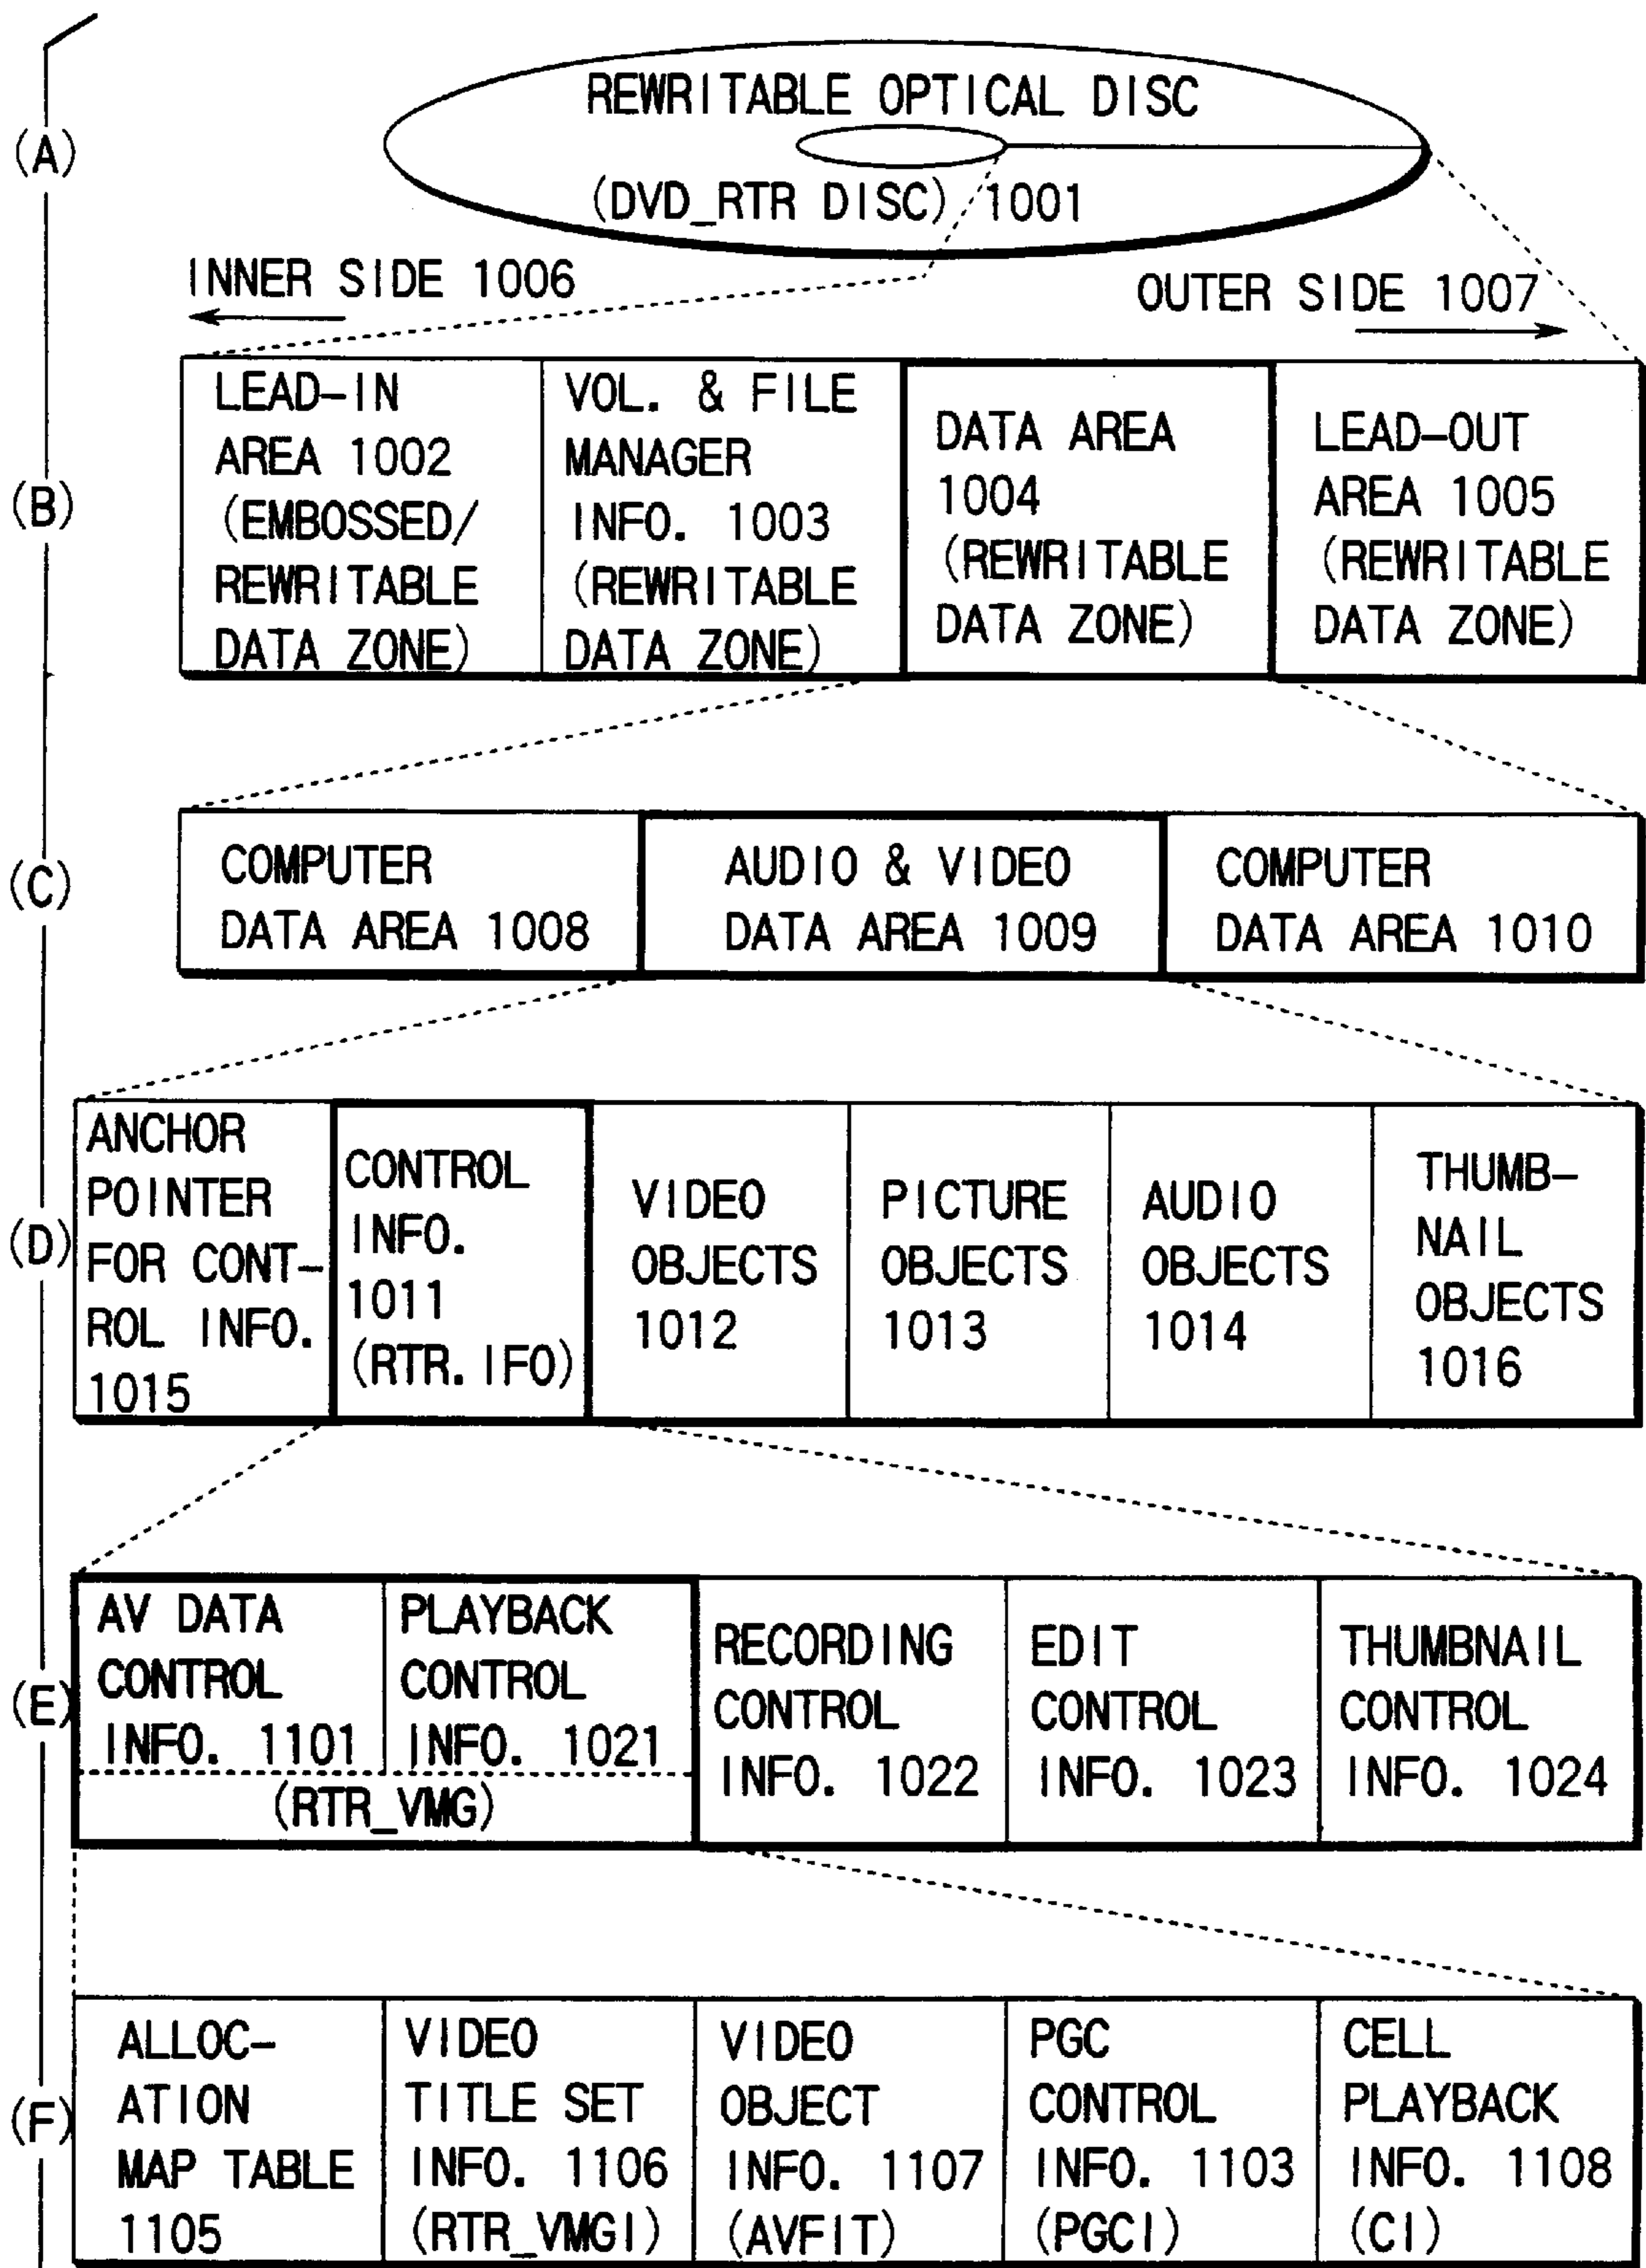 (A)
REWRITABLE OPTICAL DISC
(DVD_RTR DISC) 1001
INNER SIDE 1006
OUTER SIDE 1007
(B)
LEAD-IN
AREA 1002
(EMBOSSED/
REWRITABLE
DATA ZONE)
VOL. & FILE
MANAGER
INFO. 1003
(REWRITABLE
DATA ZONE)
DATA AREA
1004
(REWRITABLE
DATA ZONE)
LEAD-OUT
AREA 1005
(REWRITABLE
DATA ZONE)
(C)
COMPUTER
DATA AREA 1008
AUDIO & VIDEO
DATA AREA 1009
COMPUTER
DATA AREA 1010
(D)
ANCHOR
POINTER
FOR CONT-
ROL INFO.
1015
CONTROL
INFO.
1011
(RTR. IFO)
VIDEO
OBJECTS
1012
PICTURE
OBJECTS
1013
AUDIO
OBJECTS
1014
THUMB-
NAIL
OBJECTS
1016
(E)
AV DATA
CONTROL
INFO. 1101
PLAYBACK
CONTROL
INFO. 1021
(RTR_VMG)
RECORDING
CONTROL
INFO. 1022
EDIT
CONTROL
INFO. 1023
THUMBNAIL
CONTROL
INFO. 1024
(F)
ALLOC-
ATION
MAP TABLE
1105
VIDEO
TITLE SET
INFO. 1106
(RTR_VMGI)
VIDEO
OBJECT
INFO. 1107
(AVFIT)
PGC
CONTROL
INFO. 1103
(PGCI)
CELL
PLAYBACK
INFO. 1108
(CI)